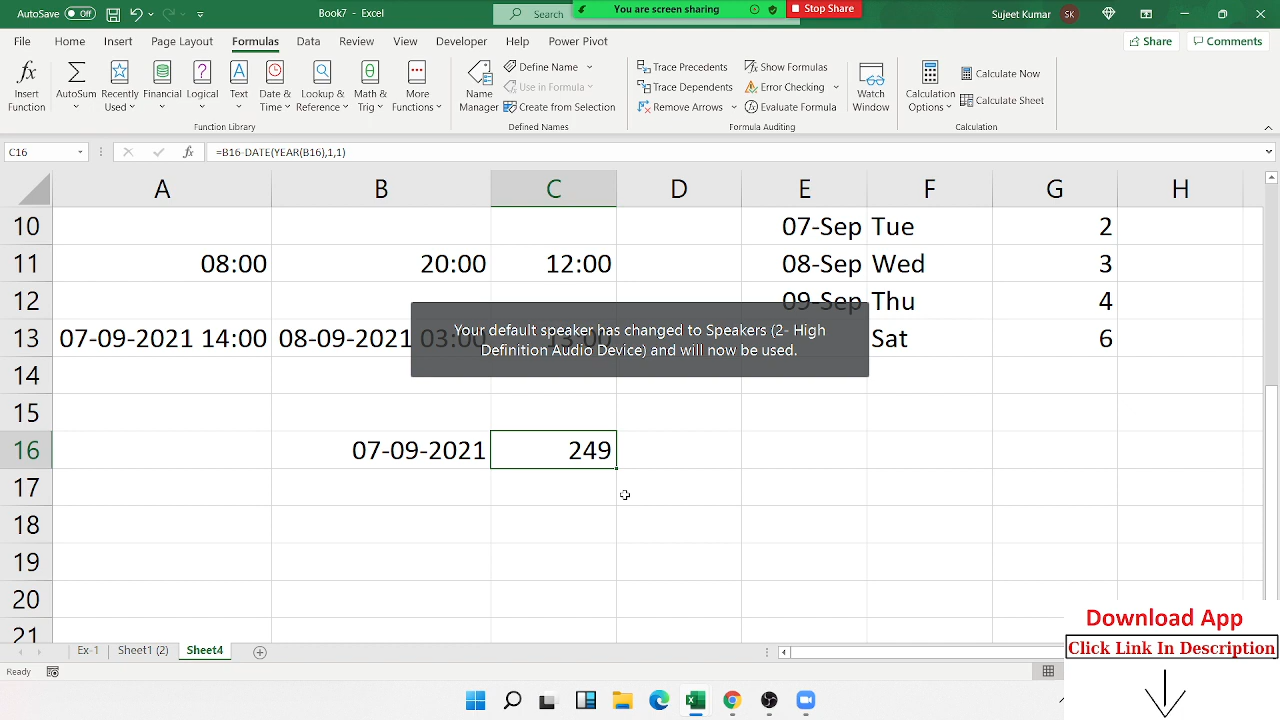 AutoSave Off
Book7 - Excel
Search
You are screen sharing
Stop Share
Sujeet Kumar SK
File Home Insert Page Layout Formulas Data Review View Developer Help Power Pivot
Share Comments
Insert Function
AutoSum
Recently Used
Financial
Logical
Text
Date & Time
Lookup & Reference
Math & Trig
More Functions
Function Library
Name Manager
Define Name
Use in Formula
Create from Selection
Defined Names
Trace Precedents
Trace Dependents
Remove Arrows
Show Formulas
Error Checking
Evaluate Formula
Formula Auditing
Watch Window
Calculation Options
Calculate Now
Calculate Sheet
Calculation
C16 fx =B16-DATE(YEAR(B16),1,1)
A B C D E F G H
10 07-Sep Tue 2
11 08:00 20:00 12:00 08-Sep Wed 3
12 09-Sep Thu 4
13 07-09-2021 14:00 08-09-2021 03:00 13:00 Sat 6
Your default speaker has changed to Speakers (2- High
Definition Audio Device) and will now be used.
14
15
16 07-09-2021 249
17
18
19
20
21
Ex-1 Sheet1 (2) Sheet4
Ready
Download App
Click Link In Description